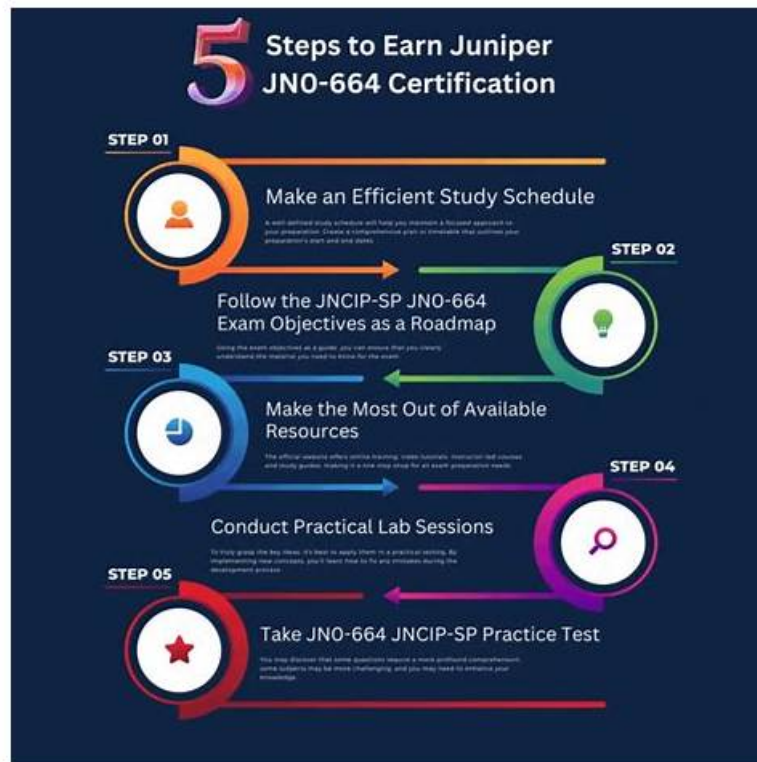 5 Steps to Earn Juniper
JN0-664 Certification
STEP 01
Make an Efficient Study Schedule
A well-defined study schedule will help you maintain a focused approach to
your preparation. Create a comprehensive plan or timetable that outlines your
preparation's start and end dates.
STEP 02
Follow the JNCIP-SP JN0-664
Exam Objectives as a Roadmap
Using the exam objectives as a guide, you can ensure that you clearly
understand the material you need to know for the exam.
STEP 03
Make the Most Out of Available
Resources
The official website offers online training, video tutorials, instructor-led courses
and study guides, making it a one stop shop for all exam preparation needs.
STEP 04
Conduct Practical Lab Sessions
To truly grasp the key ideas, it's best to apply them in a practical setting. By
implementing new concepts, you'll learn how to fix any mistakes during the
development process.
STEP 05
Take JN0-664 JNCIP-SP Practice Test
You may discover that some questions require a more profound comprehension,
some subjects may be more challenging, and you may need to enhance your
knowledge.